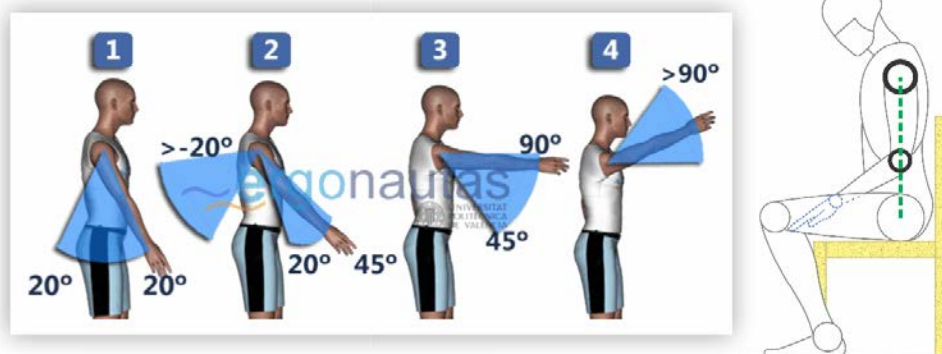 1
2
3
4
>-20º
90º
>90º
ergonautas
UNIVERSITAT
POLITÈCNICA
DE VALÈNCIA
20º
20º
20º
45º
45º